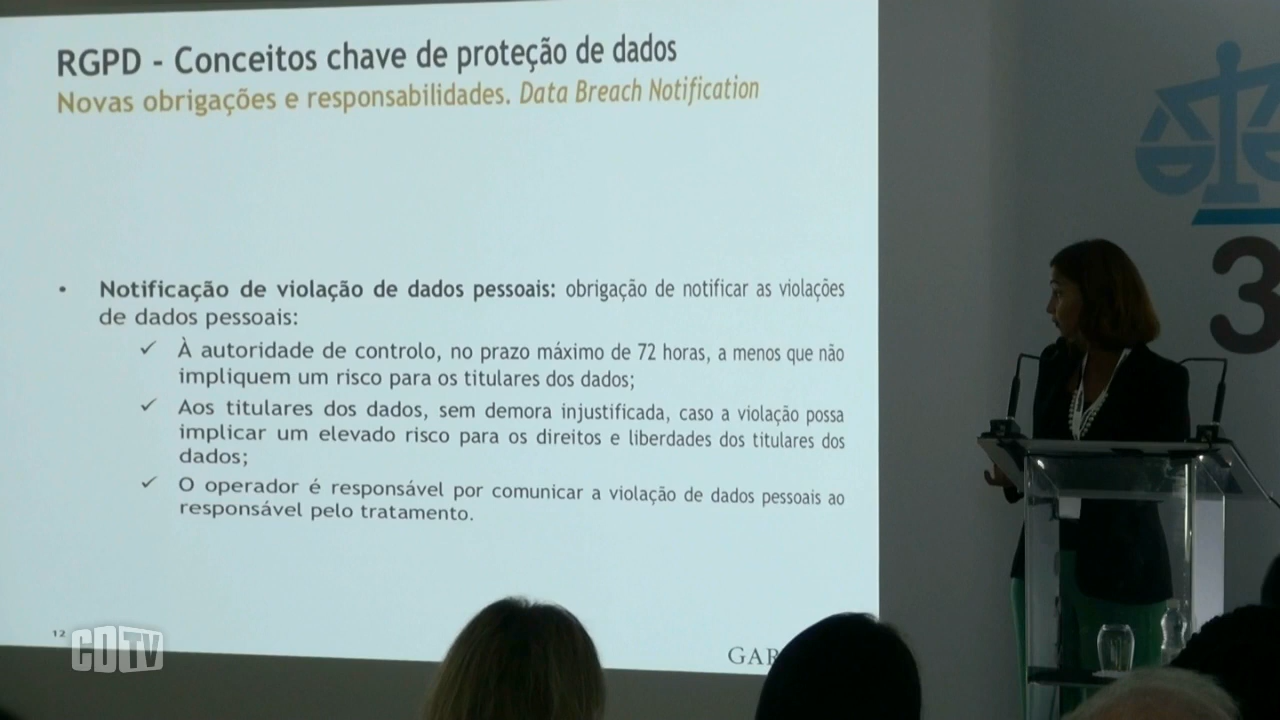 RGPD - Conceitos chave de proteção de dados
Novas obrigações e responsabilidades. Data Breach Notification
• Notificação de violação de dados pessoais: obrigação de notificar as violações
de dados pessoais:
✓ À autoridade de controlo, no prazo máximo de 72 horas, a menos que não
impliquem um risco para os titulares dos dados;
✓ Aos titulares dos dados, sem demora injustificada, caso a violação possa
implicar um elevado risco para os direitos e liberdades dos titulares dos
dados;
✓ O operador é responsável por comunicar a violação de dados pessoais ao
responsável pelo tratamento.
12
CDTV
3